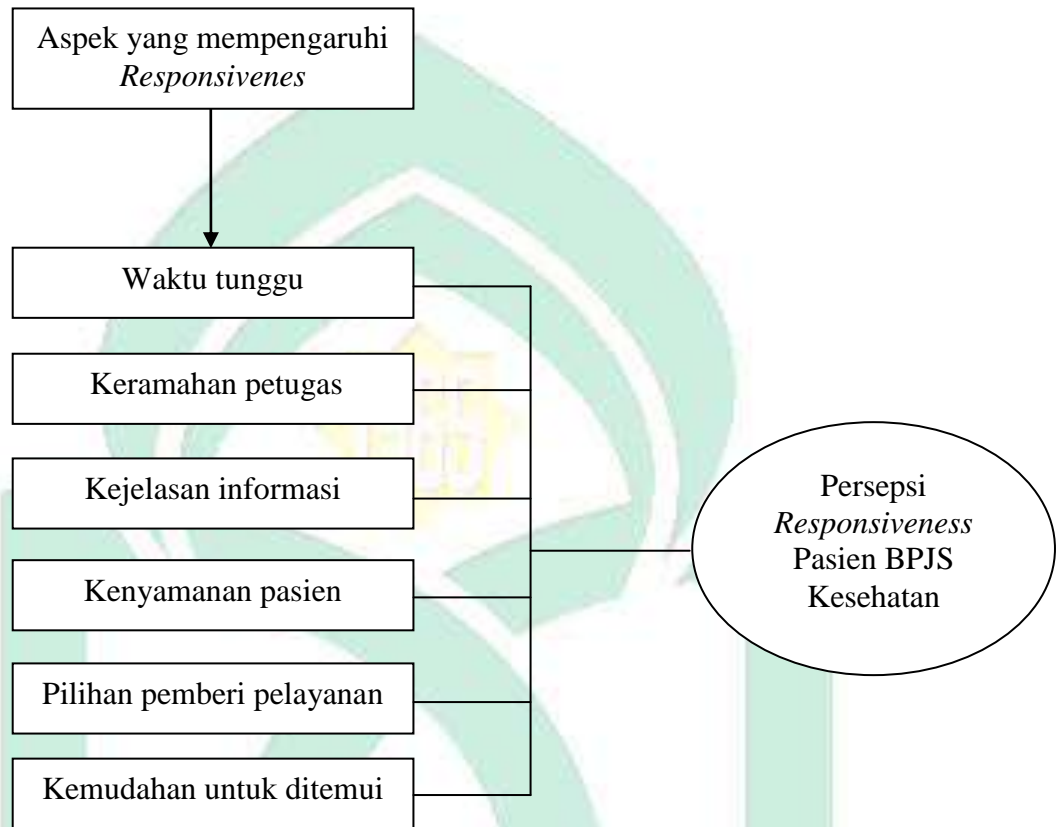 Aspek yang mempengaruhi
Responsivenes
Waktu tunggu
Keramahan petugas
Kejelasan informasi
Kenyamanan pasien
Pilihan pemberi pelayanan
Kemudahan untuk ditemui
Persepsi
Responsiveness
Pasien BPJS
Kesehatan